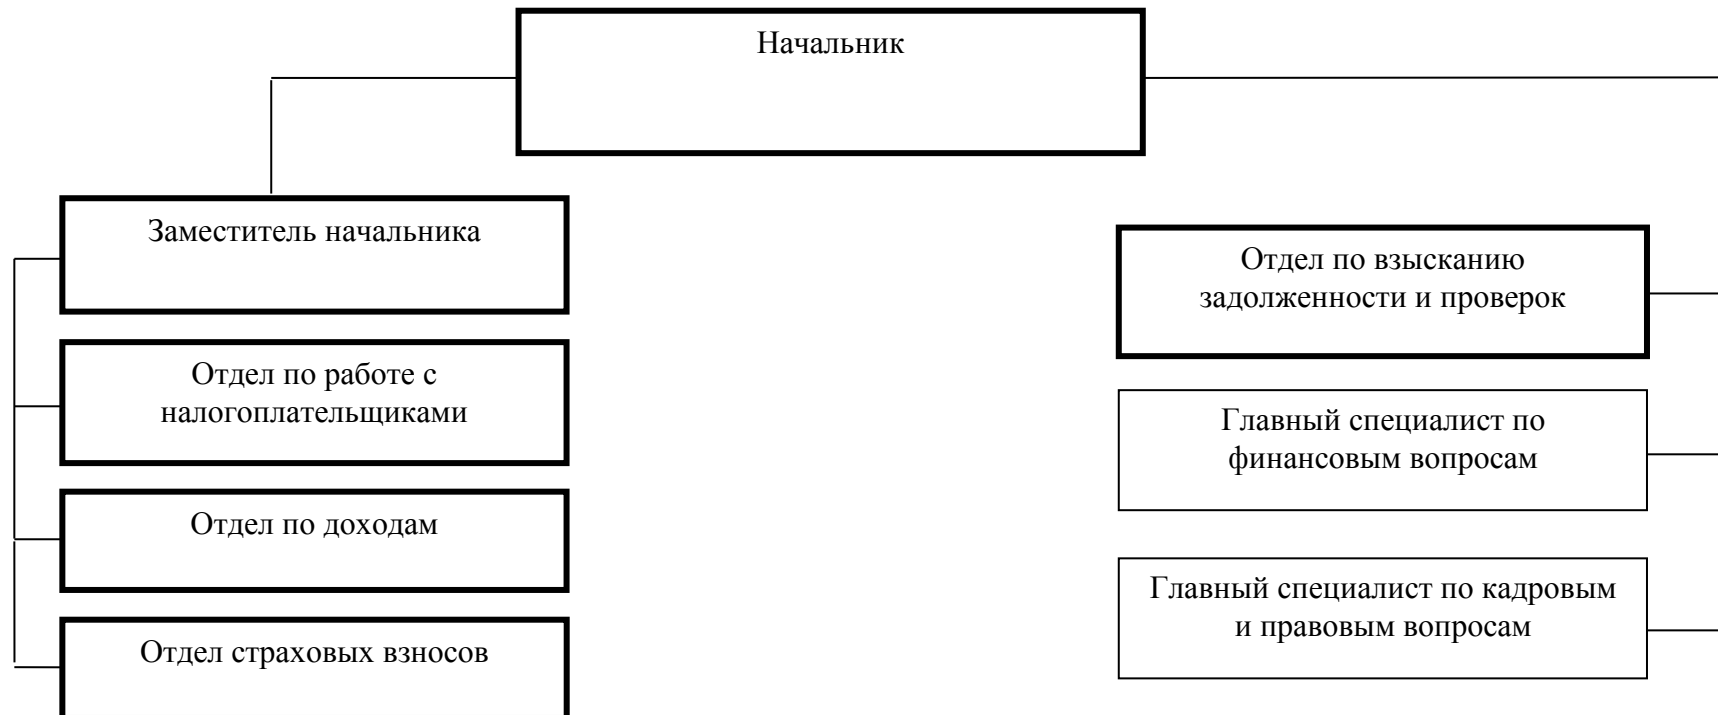 Начальник
Заместитель начальника
Отдел по работе с
налогоплательщиками
Отдел по доходам
Отдел страховых взносов
Отдел по взысканию
задолженности и проверок
Главный специалист по
финансовым вопросам
Главный специалист по кадровым
и правовым вопросам